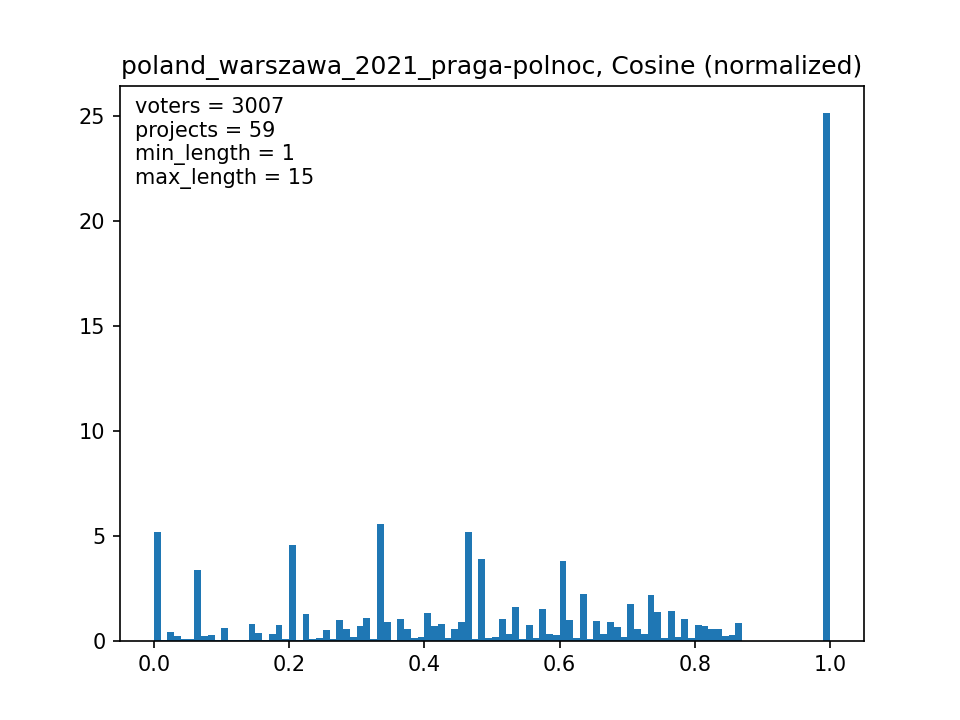 poland_warszawa_2021_praga-polnoc, Cosine (normalized)
voters = 3007
projects = 59
min_length = 1
max_length = 15
25
20
15
10
5
0
0.0 0.2 0.4 0.6 0.8 1.0